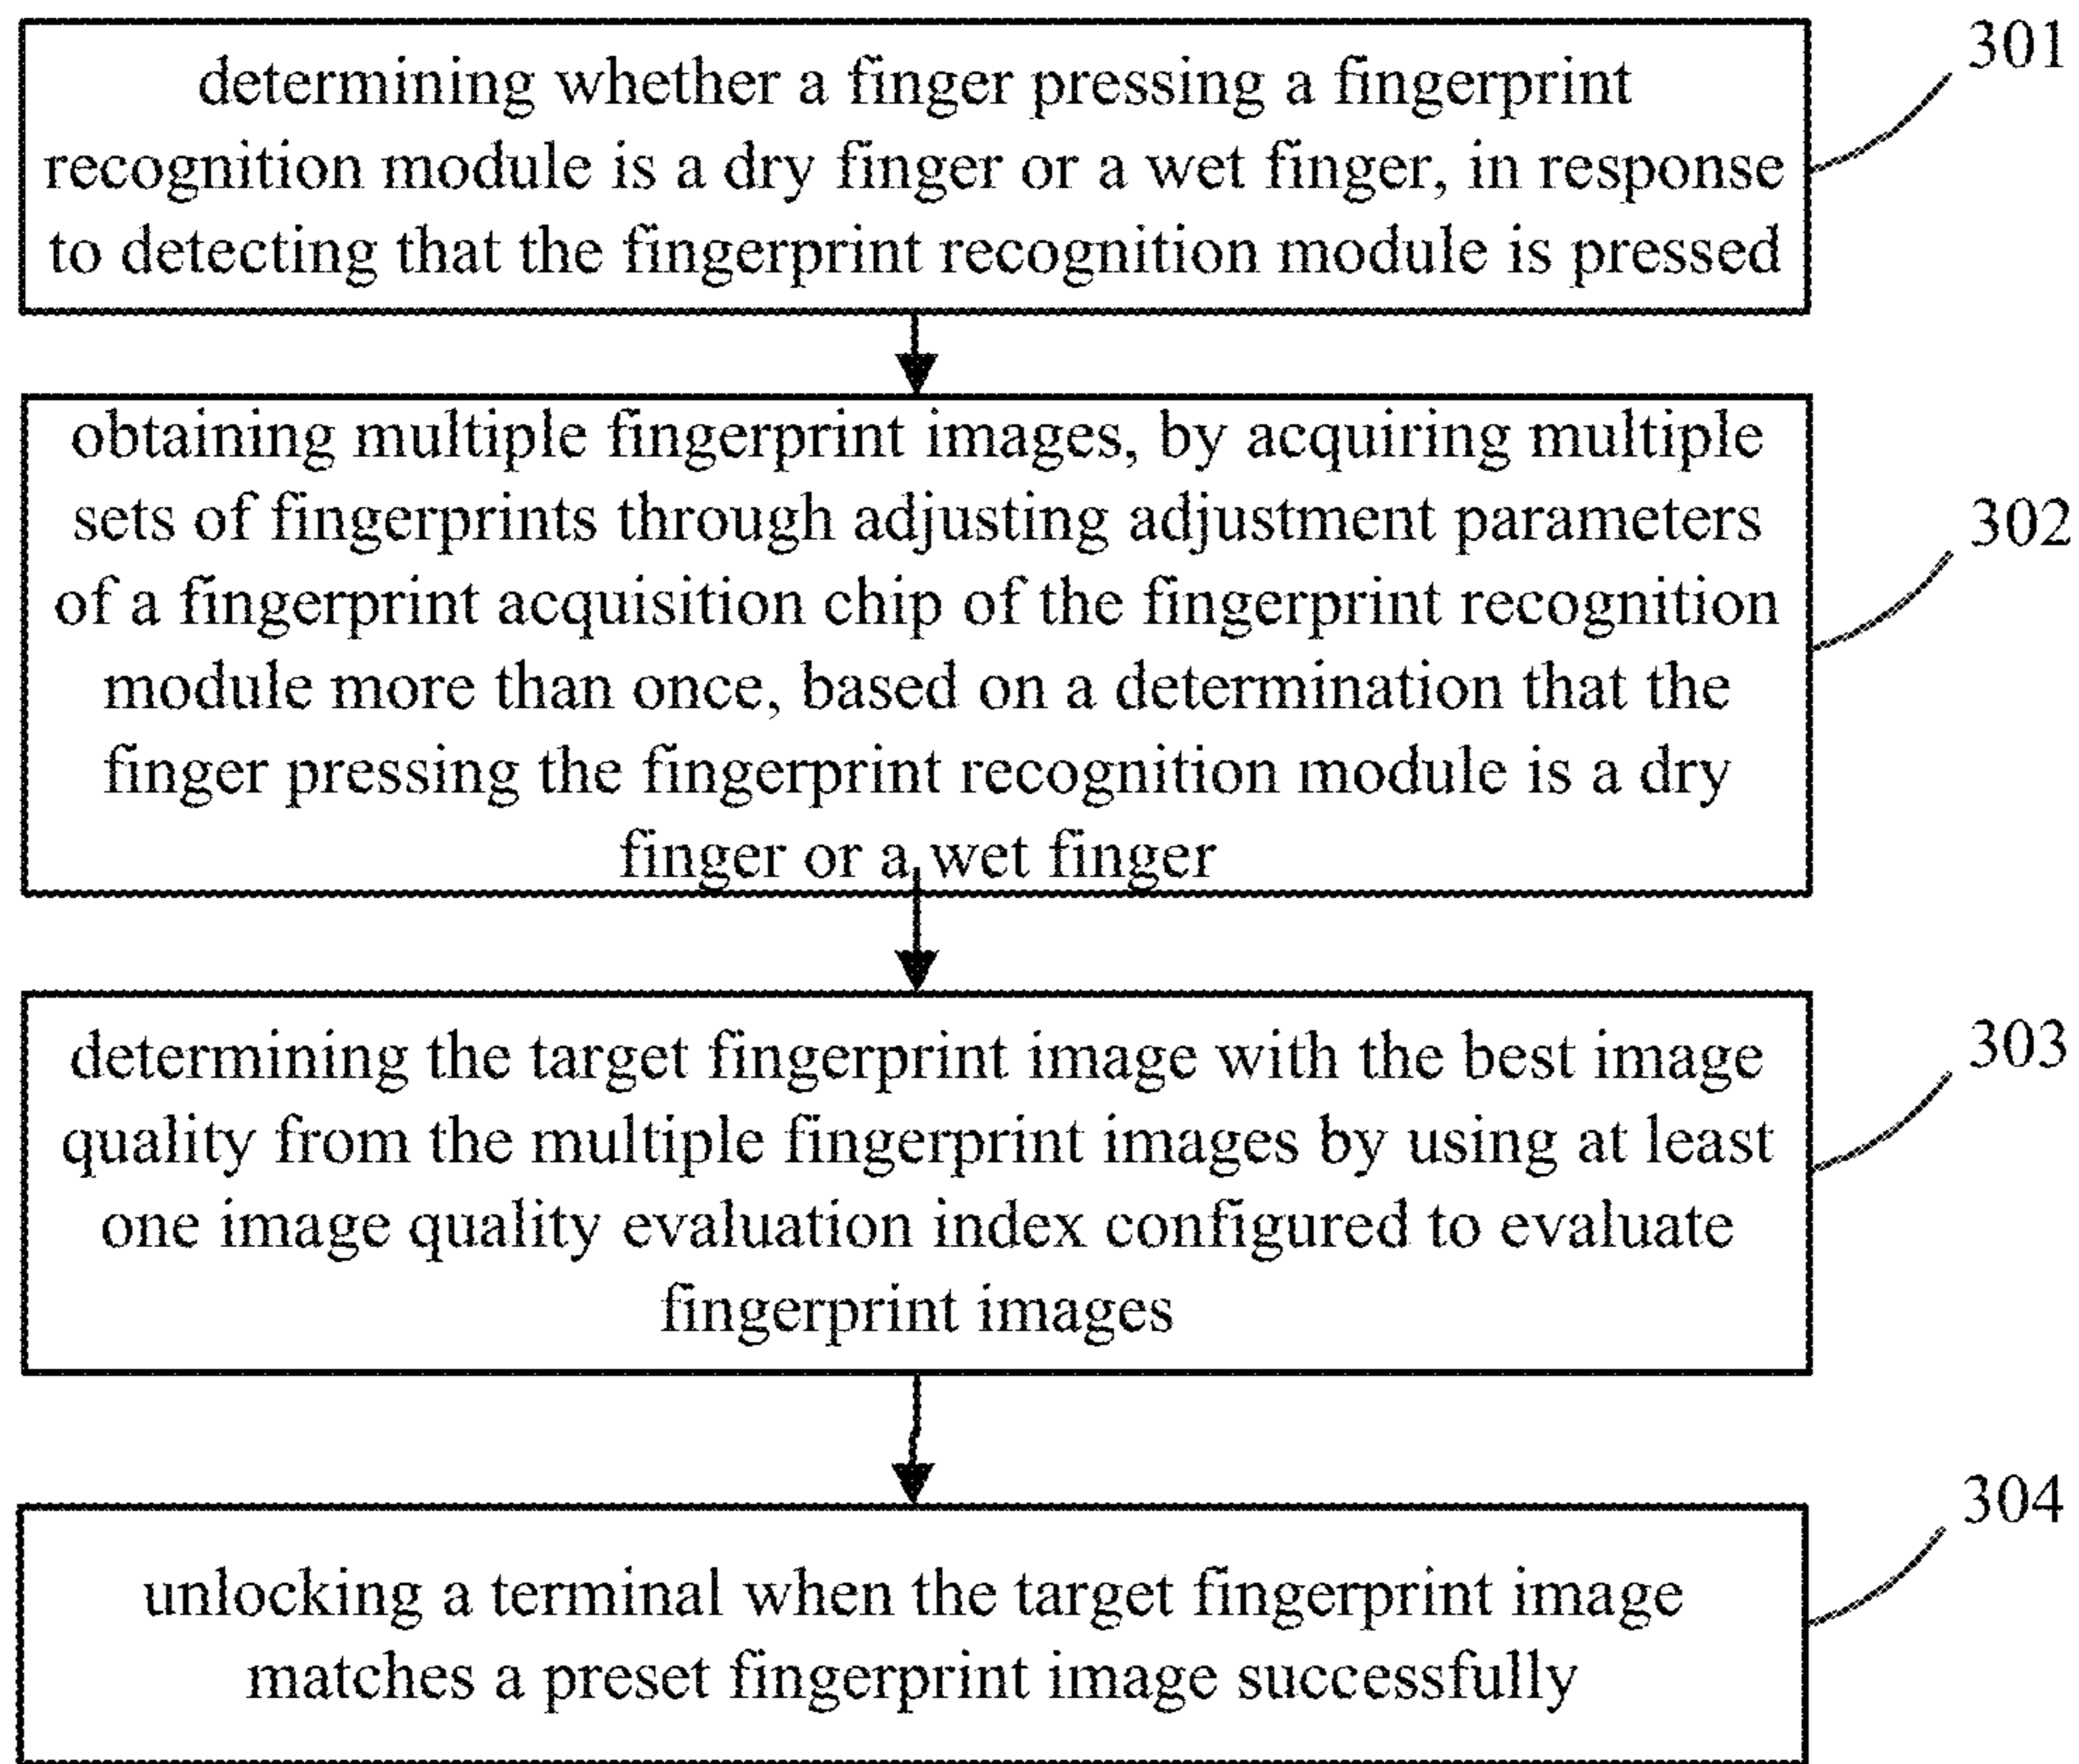 301
determining whether a finger pressing a fingerprint
recognition module is a dry finger or a wet finger, in response
to detecting that the fingerprint recognition module is pressed
302
obtaining multiple fingerprint images, by acquiring multiple
sets of fingerprints through adjusting adjustment parameters
of a fingerprint acquisition chip of the fingerprint recognition
module more than once, based on a determination that the
finger pressing the fingerprint recognition module is a dry
finger or a wet finger
303
determining the target fingerprint image with the best image
quality from the multiple fingerprint images by using at least
one image quality evaluation index configured to evaluate
fingerprint images
304
unlocking a terminal when the target fingerprint image
matches a preset fingerprint image successfully